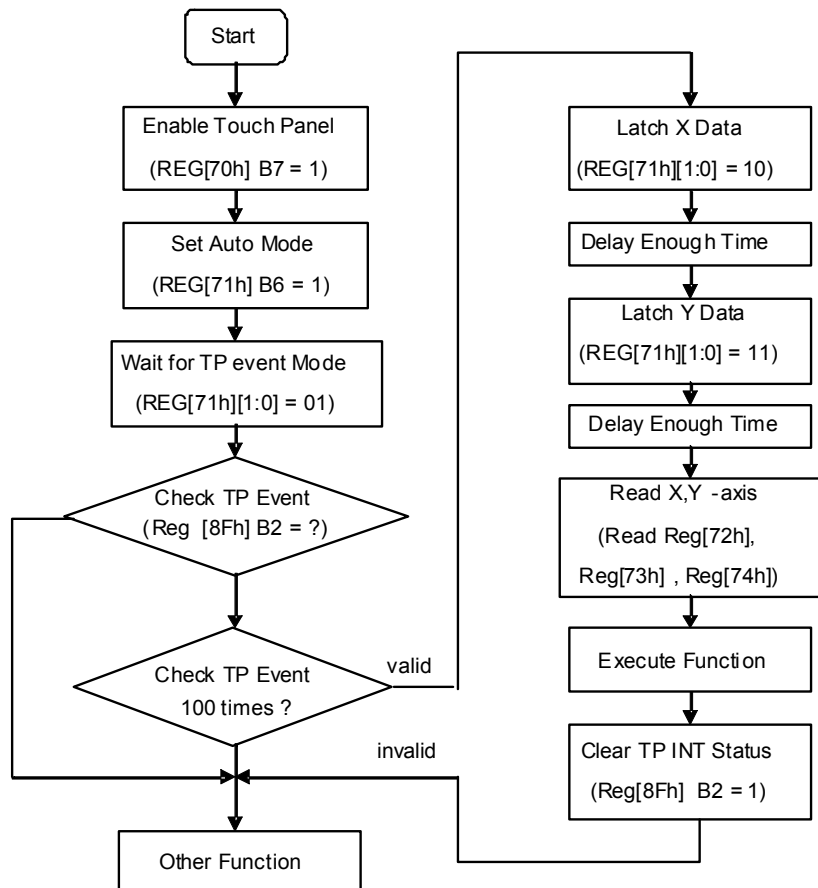 Start
Enable Touch Panel
(REG[70h] B7 = 1)
Set Auto Mode
(REG[71h] B6 = 1)
Wait for TP event Mode
(REG[71h][1:0] = 01)
Check TP Event
(Reg [8Fh] B2 = ?)
Check TP Event
100 times ?
valid
invalid
Other Function
Latch X Data
(REG[71h][1:0] = 10)
Delay Enough Time
Latch Y Data
(REG[71h][1:0] = 11)
Delay Enough Time
Read X,Y -axis
(Read Reg[72h],
Reg[73h] , Reg[74h])
Execute Function
Clear TP INT Status
(Reg[8Fh] B2 = 1)